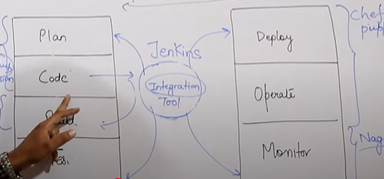 Plan
Code
Jenkins
Integration
Tool
Deploy
Operate
Monitor
Chef
pup
Nag